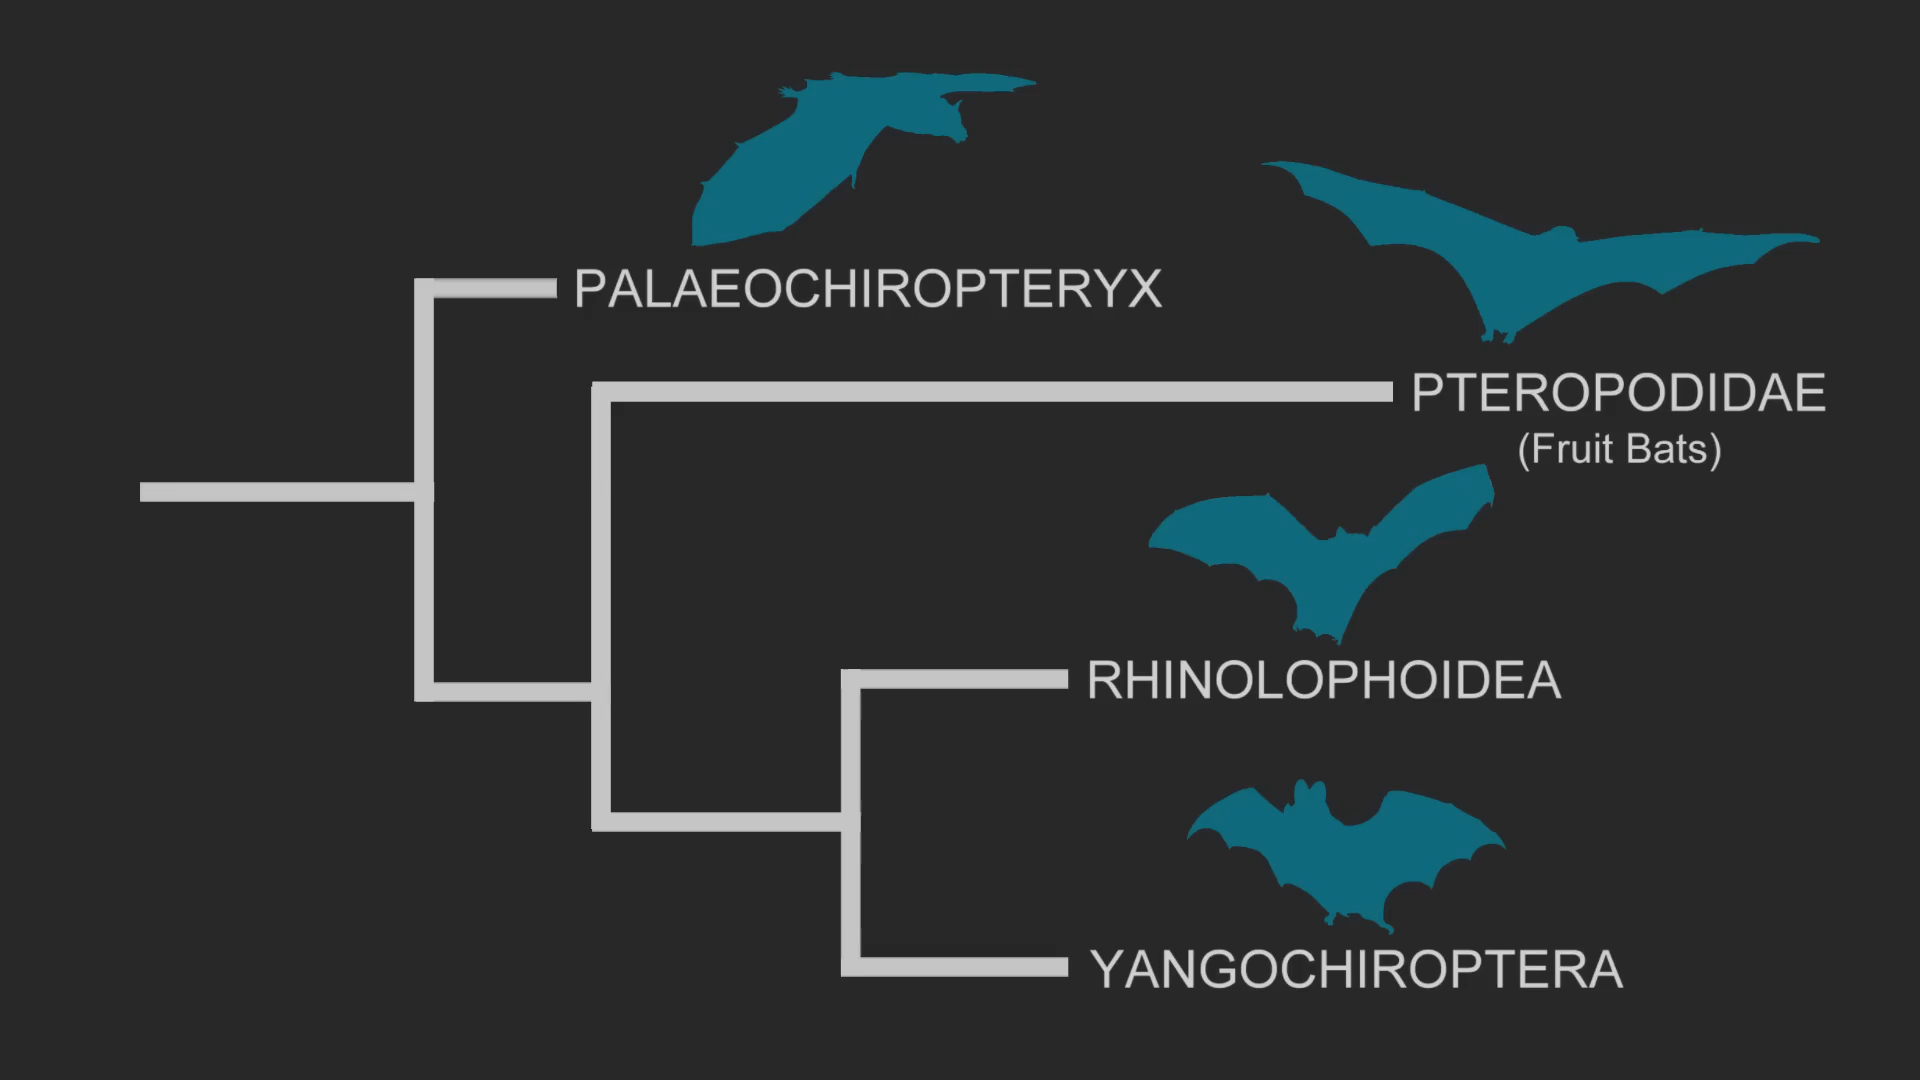 PALAEOCHIROPTERYX
PTEROPODIDAE
(Fruit Bats)
RHINOLOPHOIDEA
YANGOCHIROPTERA